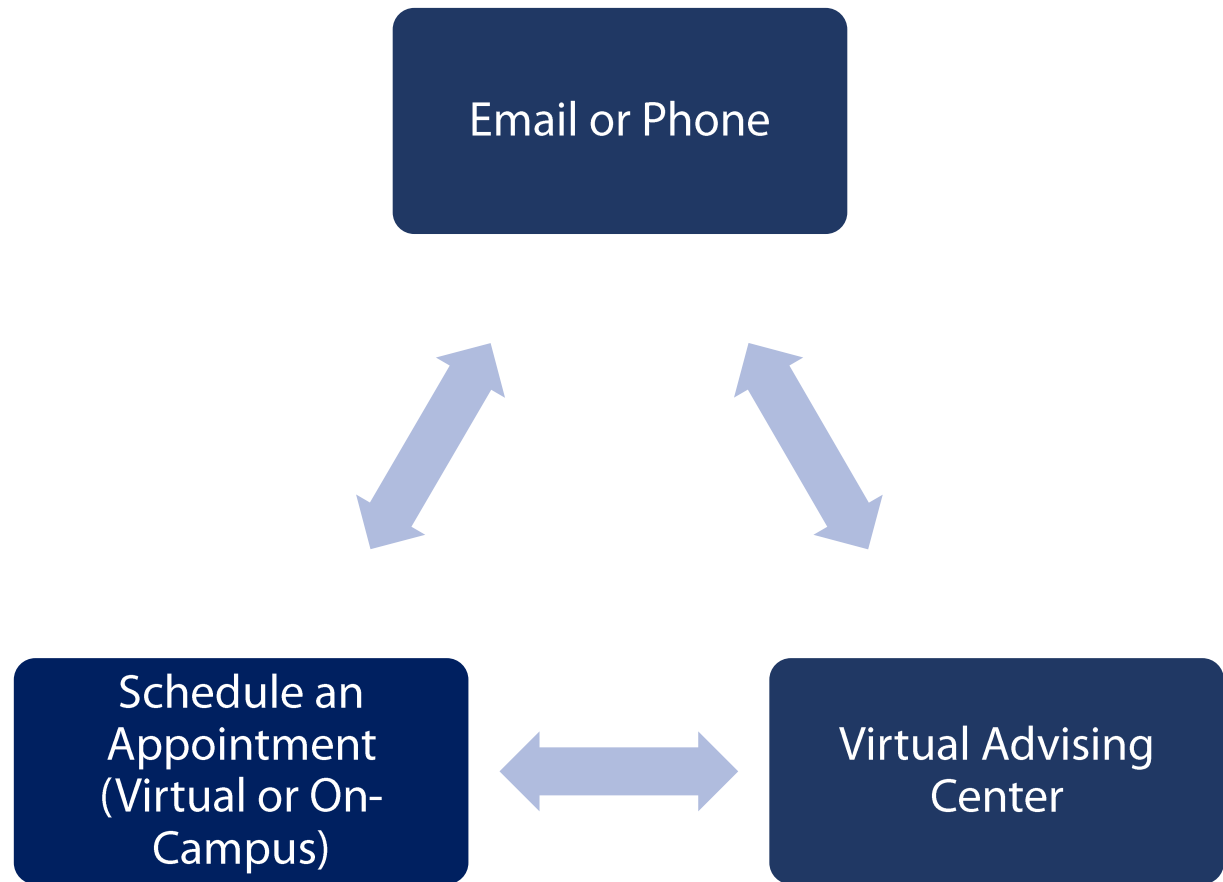 Email or Phone
Schedule an
Appointment
(Virtual or On-
Campus)
Virtual Advising
Center